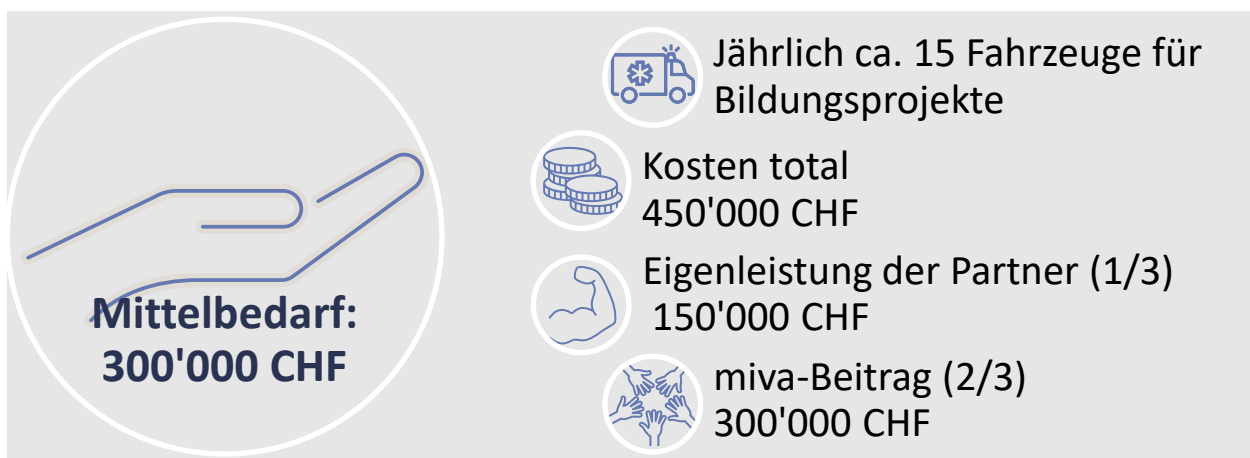 Mittelbedarf:
300'000 CHF
Jährlich ca. 15 Fahrzeuge für
Bildungsprojekte
Kosten total
450'000 CHF
Eigenleistung der Partner (1/3)
150'000 CHF
miva-Beitrag (2/3)
300'000 CHF